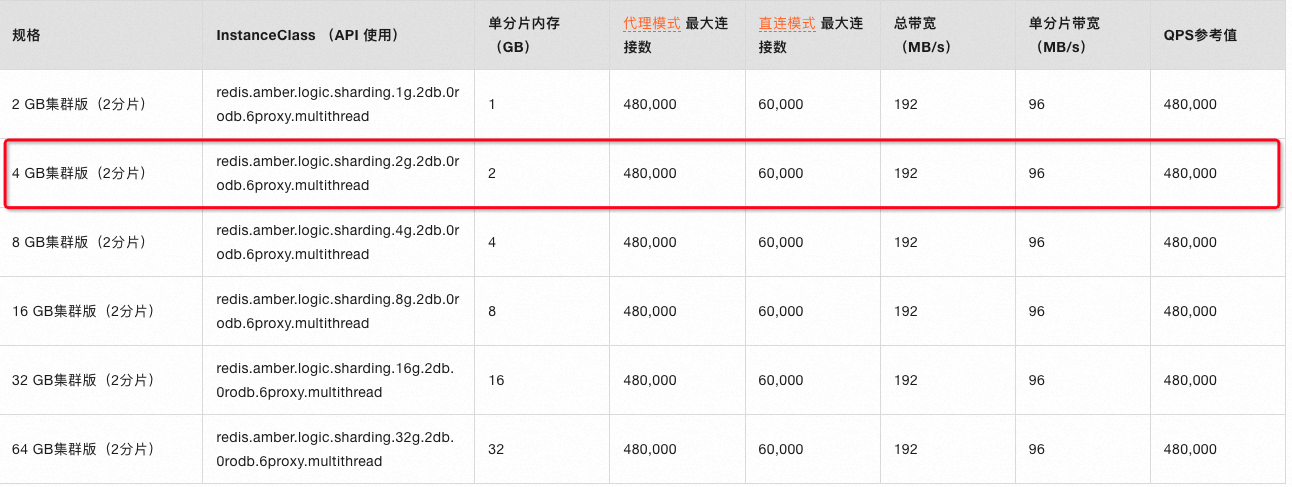 规格
InstanceClass （API 使用）
单分片内存
（GB）
代理模式 最大连
接数
直连模式 最大连
接数
总带宽
（MB/s）
单分片带宽
（MB/s）
QPS参考值
2 GB集群版（2分片）
redis.amber.logic.sharding.1g.2db.0r
odb.6proxy.multithread
1
480,000
60,000
192
96
480,000
4 GB集群版（2分片）
redis.amber.logic.sharding.2g.2db.0r
odb.6proxy.multithread
2
480,000
60,000
192
96
480,000
8 GB集群版（2分片）
redis.amber.logic.sharding.4g.2db.0r
odb.6proxy.multithread
4
480,000
60,000
192
96
480,000
16 GB集群版（2分片）
redis.amber.logic.sharding.8g.2db.0r
odb.6proxy.multithread
8
480,000
60,000
192
96
480,000
32 GB集群版（2分片）
redis.amber.logic.sharding.16g.2db.
0rodb.6proxy.multithread
16
480,000
60,000
192
96
480,000
64 GB集群版（2分片）
redis.amber.logic.sharding.32g.2db.
0rodb.6proxy.multithread
32
480,000
60,000
192
96
480,000